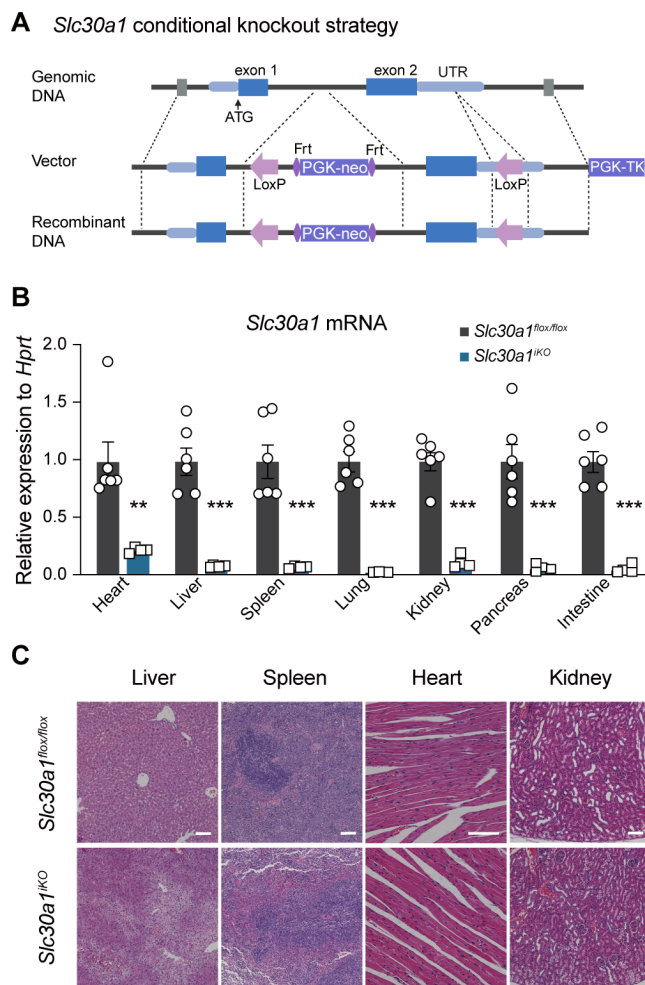 A Slc30a1 conditional knockout strategy
Genomic DNA
exon 1
exon 2
UTR
ATG
Vector
Frt
Frt
PGK-neo
LoxP
LoxP
PGK-TK
Recombinant DNA
PGK-neo
B
Slc30a1 mRNA
Slc30a1flox/flox
Slc30a1iKO
Relative expression to Hprt
2.0
1.5
1.0
0.5
0.0
**
***
***
***
***
***
***
Heart
Liver
Spleen
Lung
Kidney
Pancreas
Intestine
C
Liver
Spleen
Heart
Kidney
Slc30a1flox/flox
Slc30a1iKO